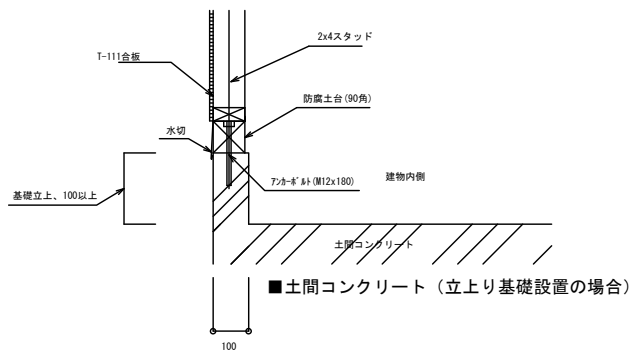 2x4スタッド
T-111合板
防腐土台(90角)
水切
アンカーボルト(M12x180)
建物内側
基礎立上、100以上
土間コンクリート
■土間コンクリート（立上り基礎設置の場合）
100